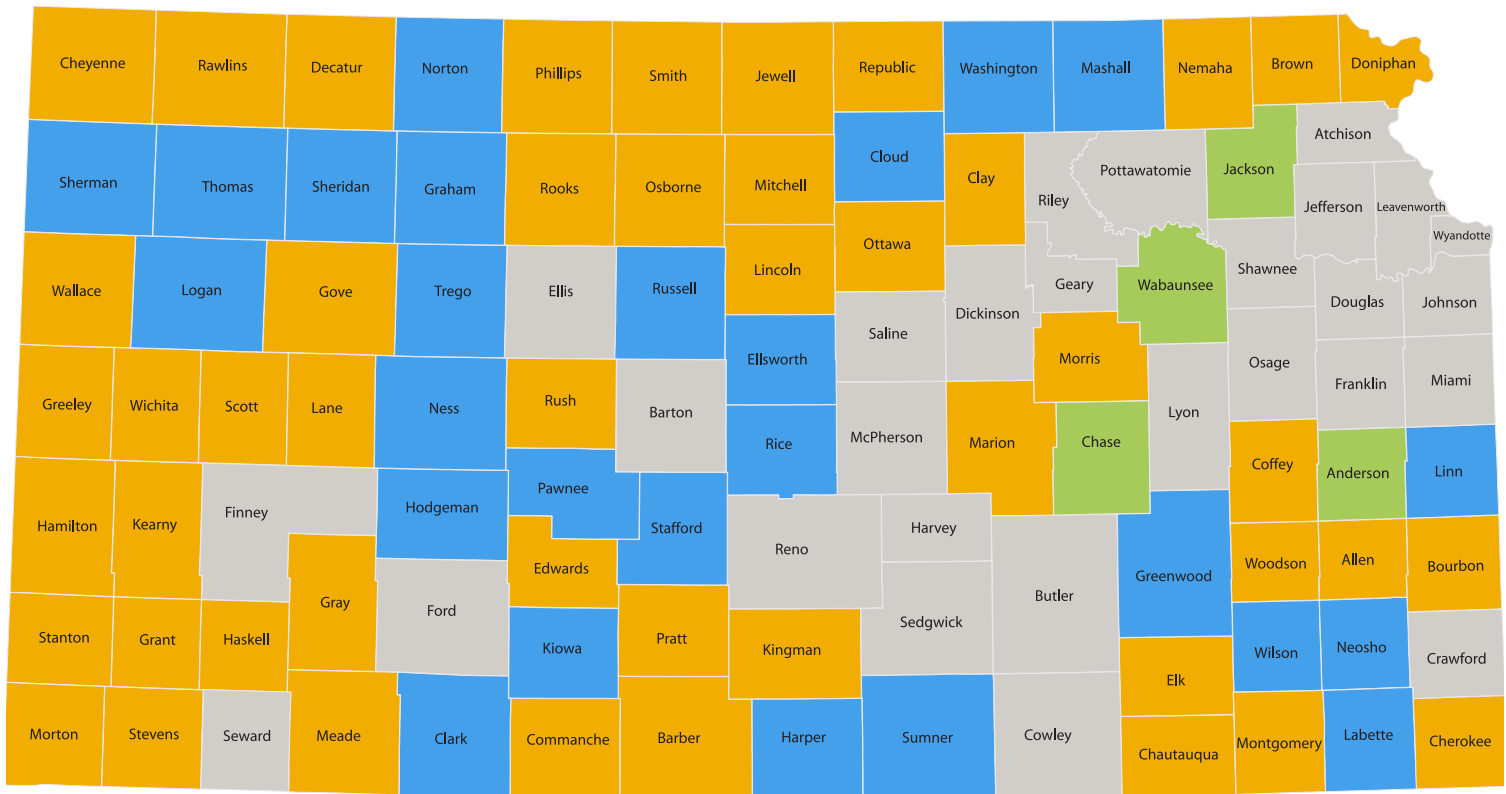 Cheyenne
Rawlins
Decatur
Norton
Phillips
Smith
Jewell
Republic
Washington
Mashall
Nemaha
Brown
Doniphan
Atchison
Sherman
Thomas
Sheridan
Graham
Rooks
Osborne
Mitchell
Cloud
Clay
Riley
Pottawatomie
Jackson
Jefferson
Leavenworth
Wyandotte
Wallace
Logan
Gove
Trego
Ellis
Russell
Lincoln
Ottawa
Saline
Dickinson
Geary
Wabaunsee
Shawnee
Douglas
Johnson
Greeley
Wichita
Scott
Lane
Ness
Rush
Barton
Ellsworth
Rice
McPherson
Marion
Morris
Chase
Lyon
Osage
Franklin
Miami
Coffey
Anderson
Linn
Hamilton
Kearny
Finney
Hodgeman
Pawnee
Stafford
Edwards
Reno
Harvey
Sedgwick
Butler
Greenwood
Woodson
Allen
Bourbon
Stanton
Grant
Haskell
Gray
Ford
Kiowa
Pratt
Kingman
Elk
Wilson
Neosho
Crawford
Morton
Stevens
Seward
Meade
Clark
Commanche
Barber
Harper
Sumner
Cowley
Chautauqua
Montgomery
Labette
Cherokee